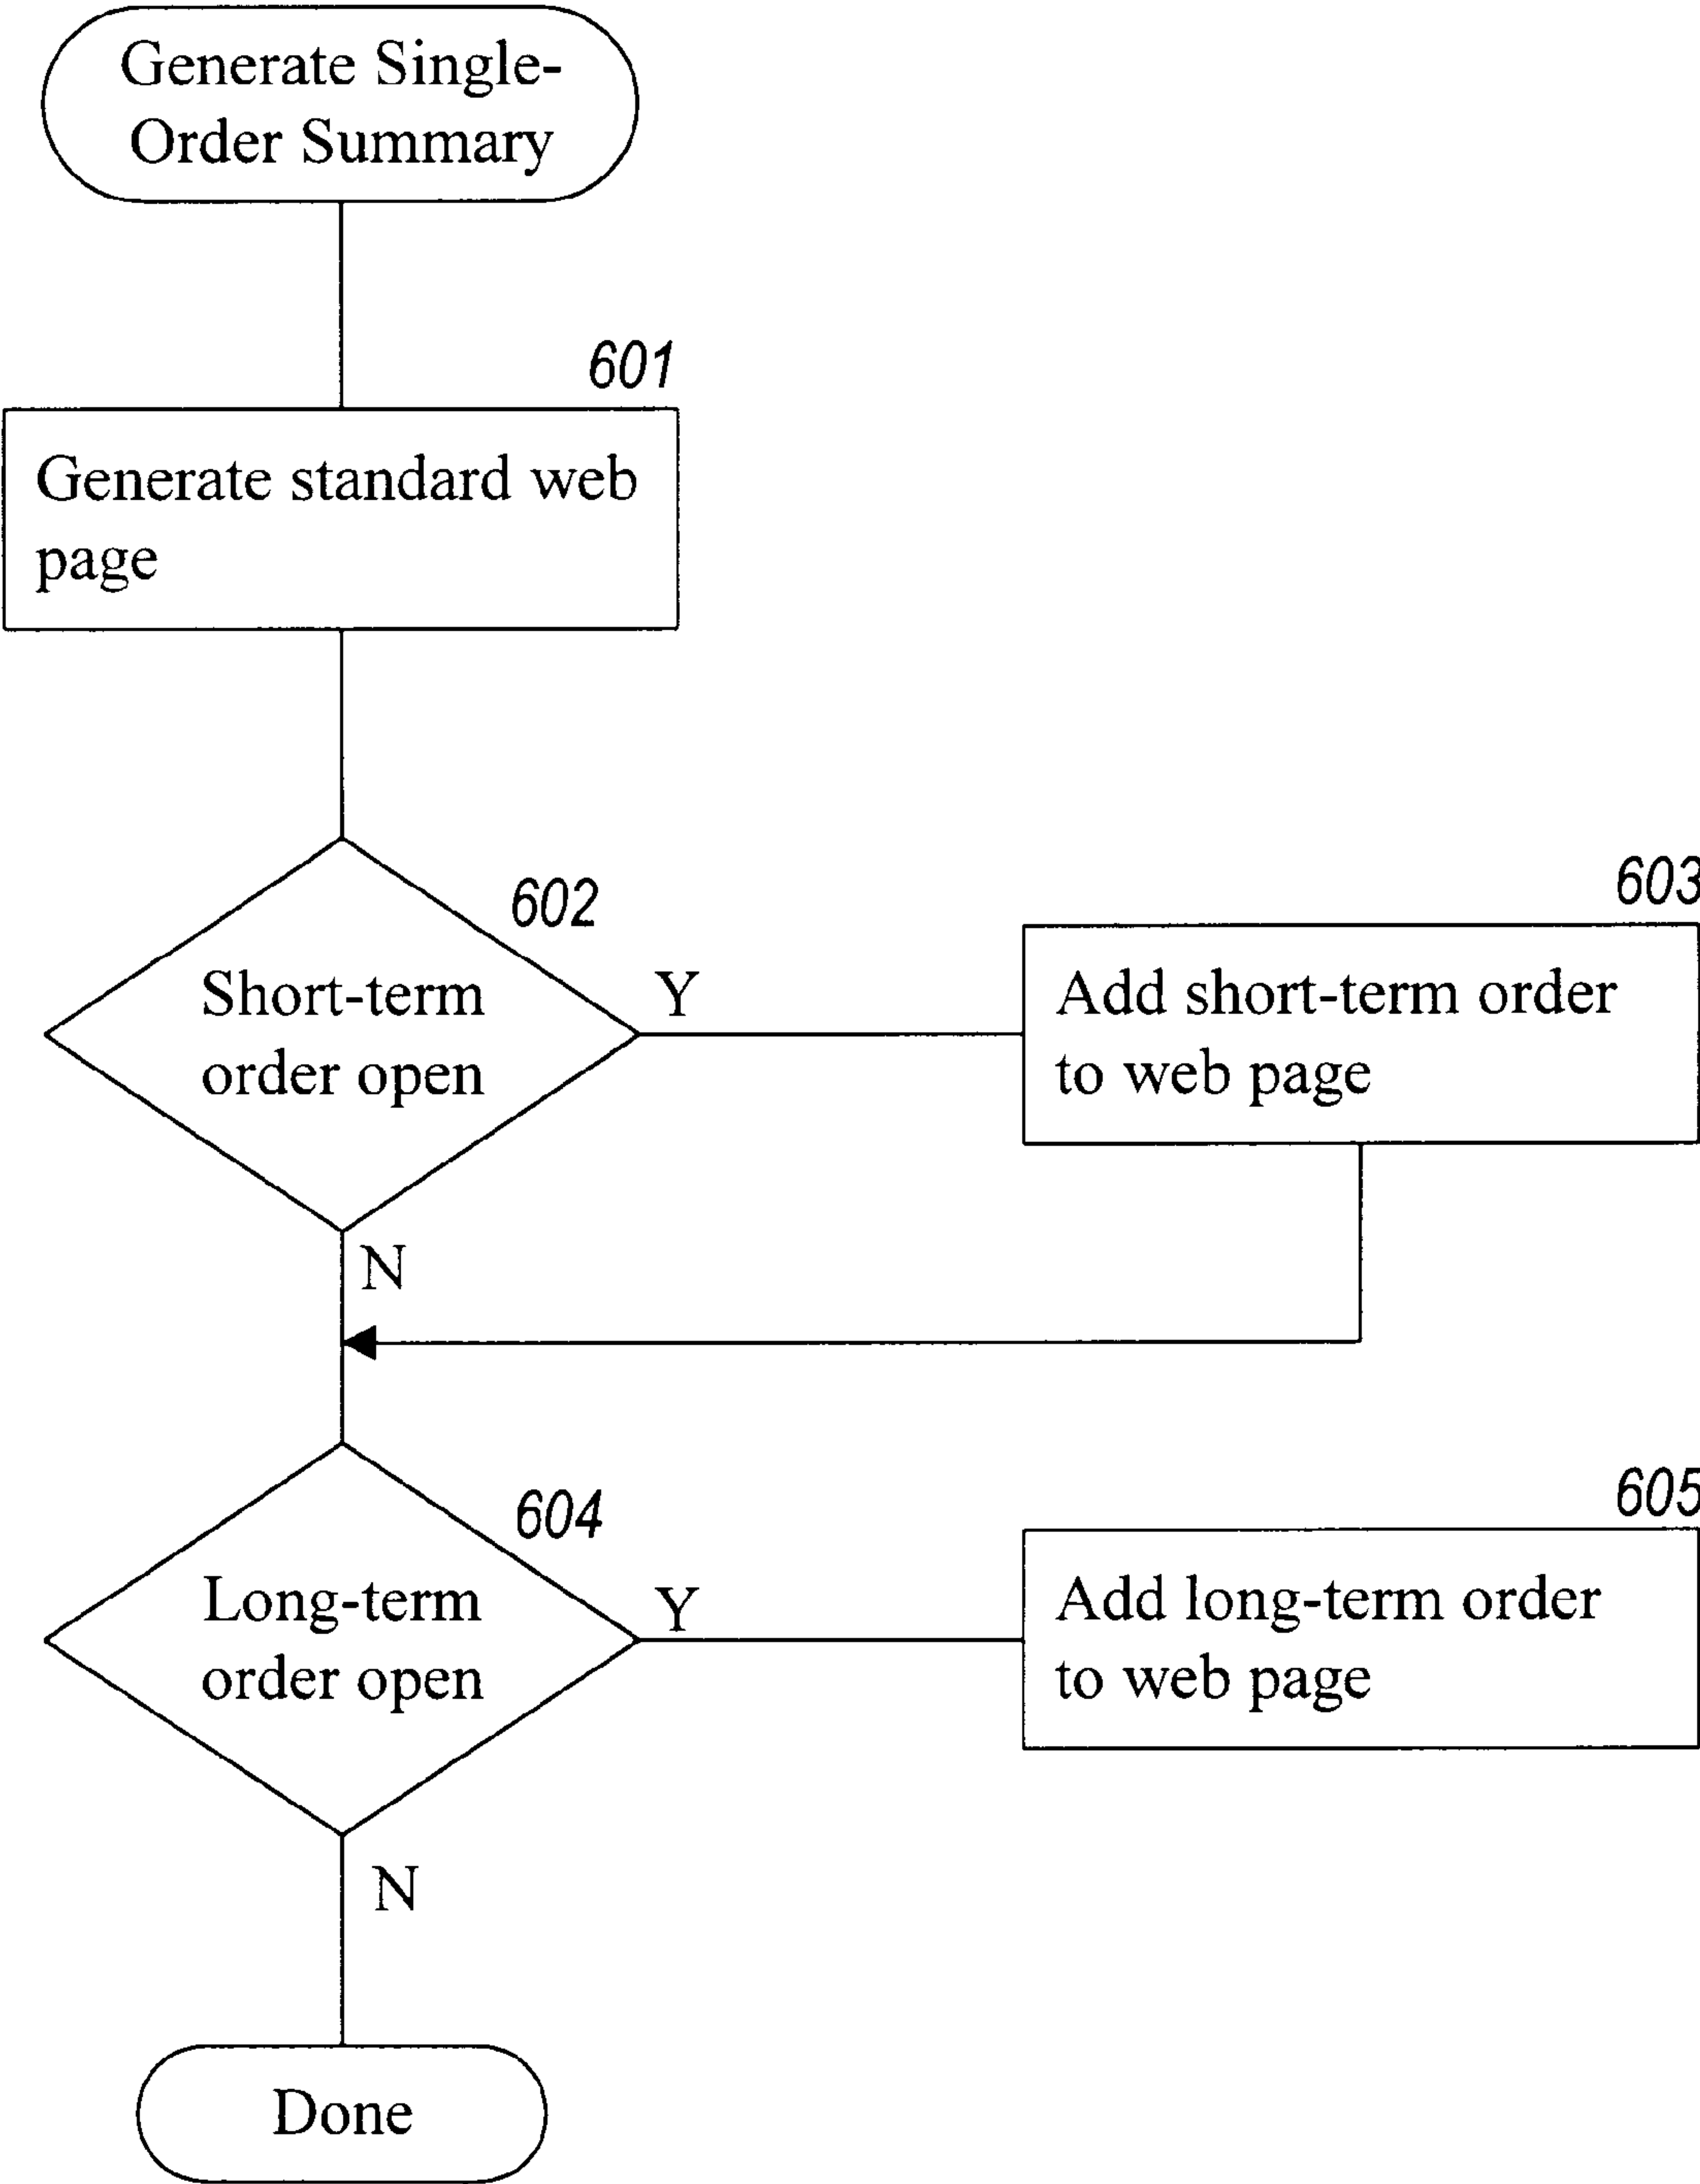 Generate Single-
Order Summary
601
Generate standard web
page
602
Short-term
order open
Y
603
Add short-term order
to web page
N
604
Long-term
order open
Y
605
Add long-term order
to web page
N
Done